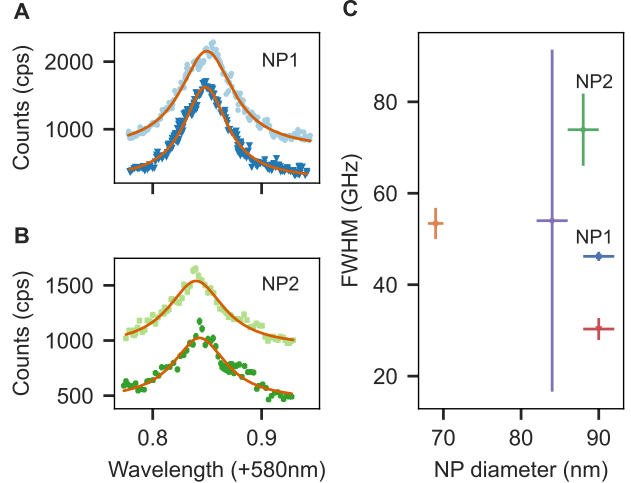 A
NP1
2000
1000
Counts (cps)
B
NP2
1500
1000
500
Counts (cps)
0.8
0.9
Wavelength (+580nm)
C
NP2
NP1
80
60
40
20
FWHM (GHz)
70
80
90
NP diameter (nm)